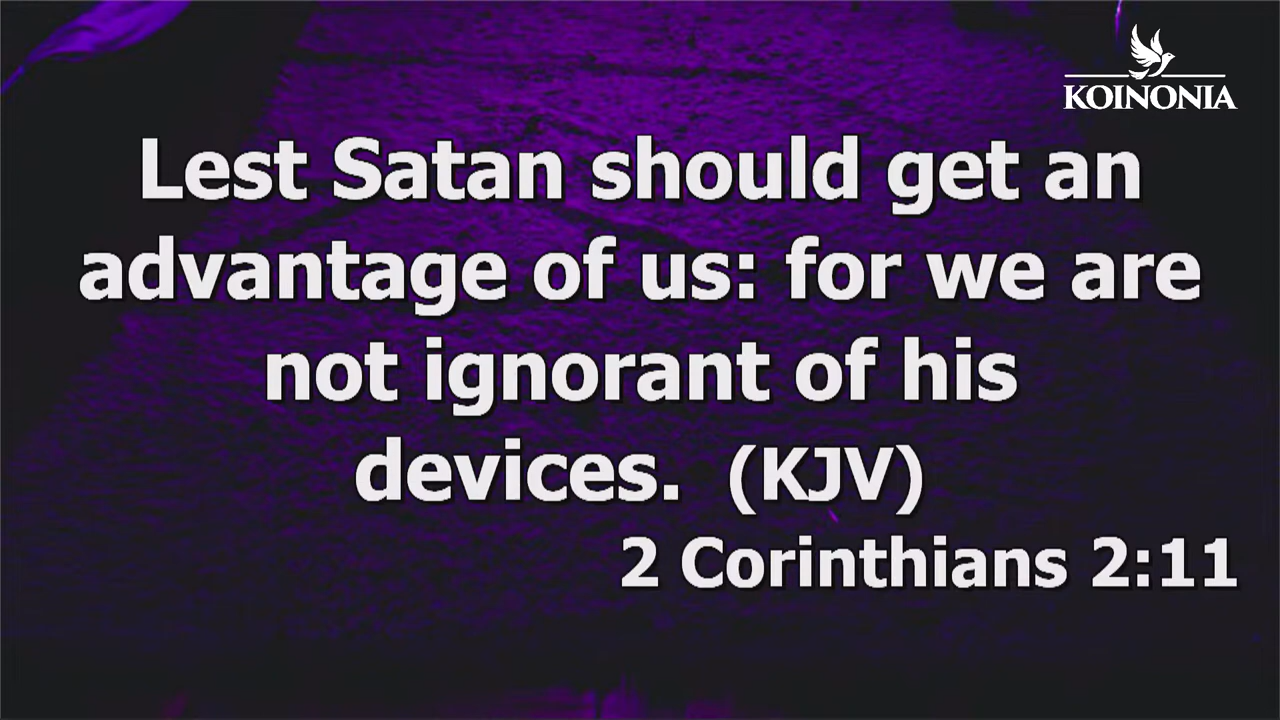 KOINONIA
Lest Satan should get an
advantage of us: for we are
not ignorant of his
devices.  (KJV)
2 Corinthians 2:11